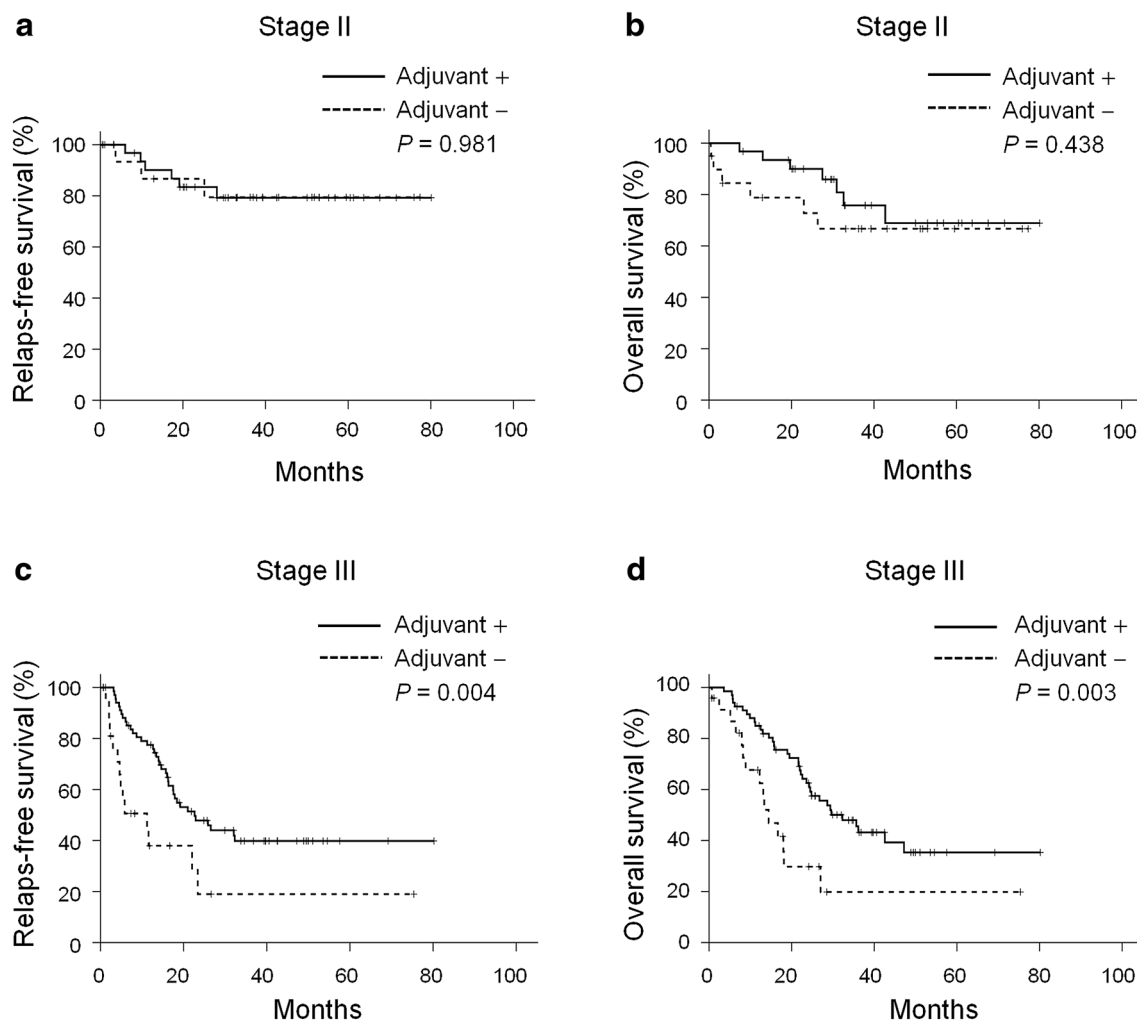 a Stage II
Adjuvant +
Adjuvant –
P = 0.981
Relaps-free survival (%)
100
80
60
40
20
0
0 20 40 60 80 100
Months
b Stage II
Adjuvant +
Adjuvant –
P = 0.438
Overall survival (%)
100
80
60
40
20
0
0 20 40 60 80 100
Months
c Stage III
Adjuvant +
Adjuvant –
P = 0.004
Relaps-free survival (%)
100
80
60
40
20
0
0 20 40 60 80 100
Months
d Stage III
Adjuvant +
Adjuvant –
P = 0.003
Overall survival (%)
100
80
60
40
20
0
0 20 40 60 80 100
Months